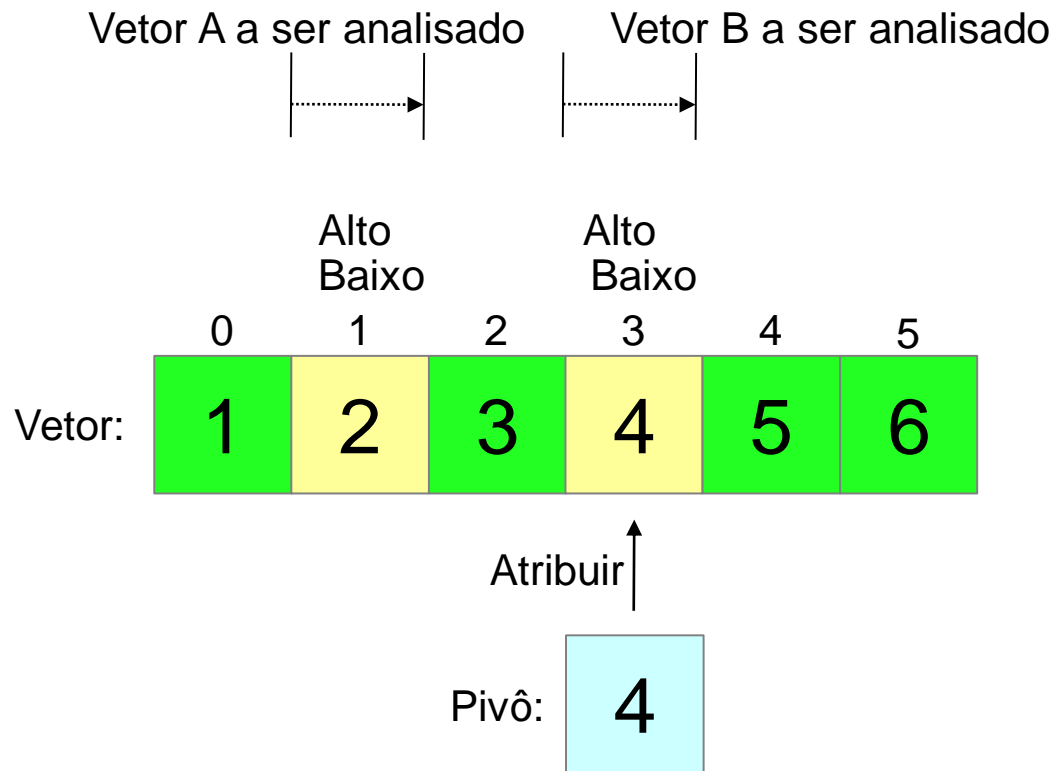 Vetor A a ser analisado Vetor B a ser analisado
Alto Alto
Baixo Baixo
0 1 2 3 4 5
Vetor: 1 2 3 4 5 6
Atribuir
Pivô: 4